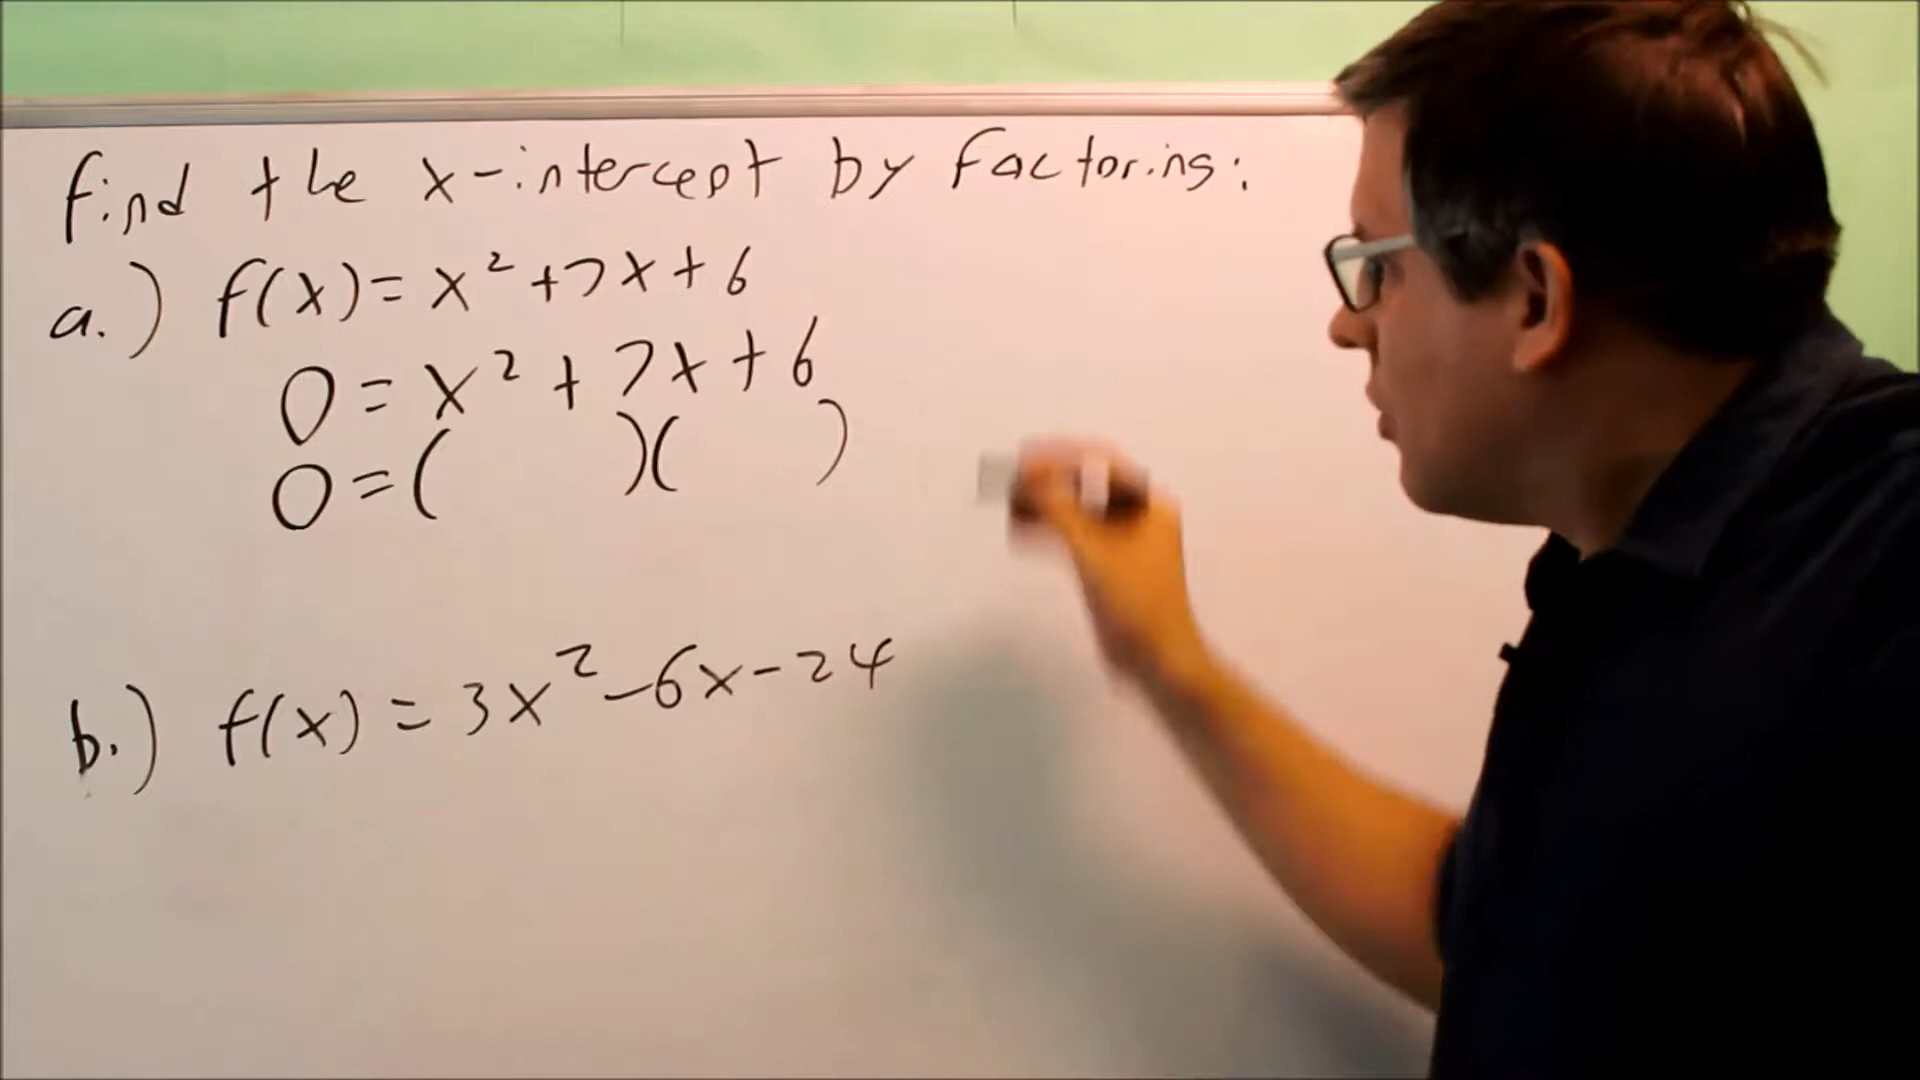 find the x-intercept by factoring:
a.) f(x) = x² + 7x + 6
0 = x² + 7x + 6
0 = (      )(      )
b.) f(x) = 3x² - 6x - 24